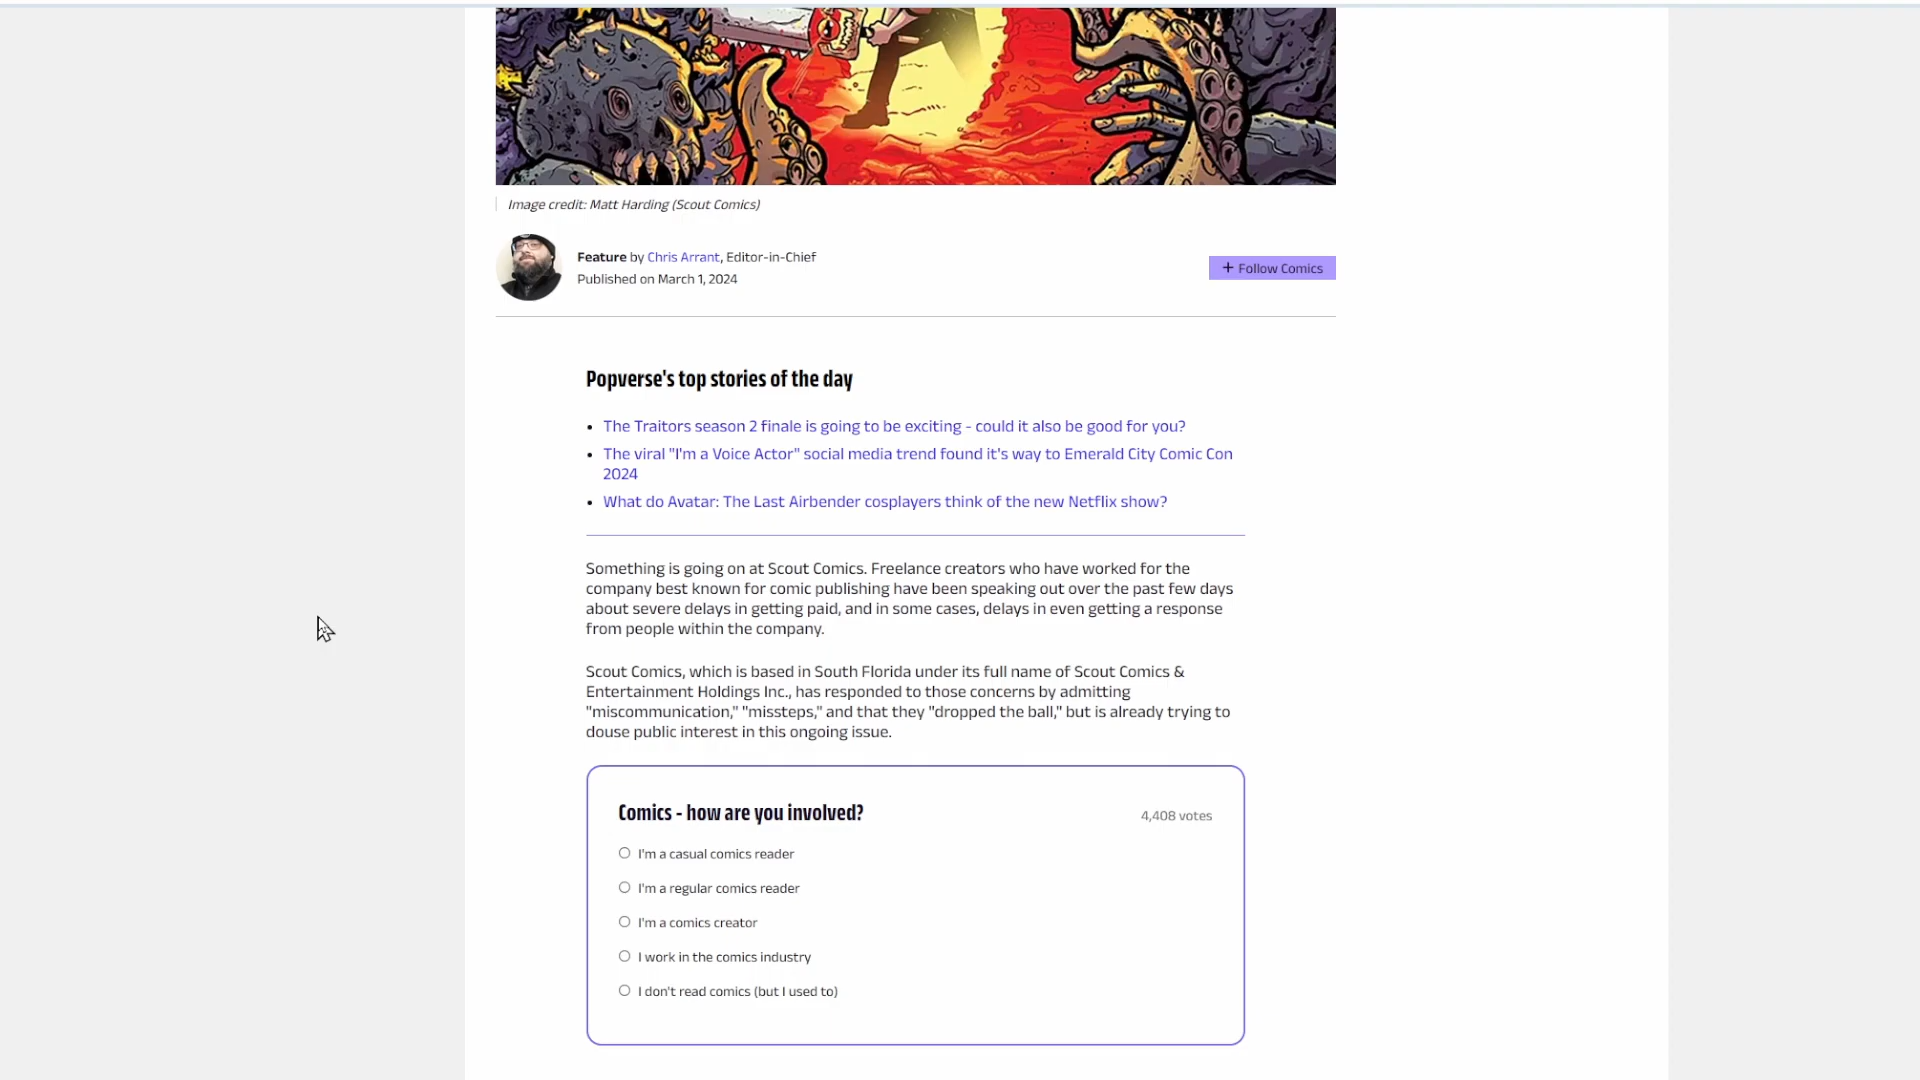 Image credit: Matt Harding (Scout Comics)
Feature by Chris Arrant, Editor-in-Chief
Published on March 1, 2024
+ Follow Comics
Popverse's top stories of the day
• The Traitors season 2 finale is going to be exciting - could it also be good for you?
• The viral "I'm a Voice Actor" social media trend found it's way to Emerald City Comic Con
2024
• What do Avatar: The Last Airbender cosplayers think of the new Netflix show?
Something is going on at Scout Comics. Freelance creators who have worked for the
company best known for comic publishing have been speaking out over the past few days
about severe delays in getting paid, and in some cases, delays in even getting a response
from people within the company.
Scout Comics, which is based in South Florida under its full name of Scout Comics &
Entertainment Holdings Inc., has responded to those concerns by admitting
"miscommunication," "missteps," and that they "dropped the ball," but is already trying to
douse public interest in this ongoing issue.
Comics - how are you involved?
4,408 votes
I'm a casual comics reader
I'm a regular comics reader
I'm a comics creator
I work in the comics industry
I don't read comics (but I used to)